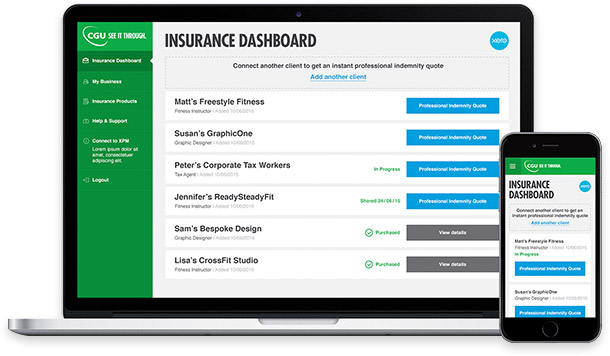 CGU SEE IT THROUGH.
Insurance Dashboard
My Business
Insurance Products
Help & Support
Connect to XPM
Lorem ipsum dolor sit
amet, consectetuer
adipiscing elit.
Logout
INSURANCE DASHBOARD
xero
Connect another client to get an instant professional indemnity quote
Add another client
Matt's Freestyle Fitness
Fitness Instructor | Added 10/06/2015
Professional Indemnity Quote
Susan's GraphicOne
Graphic Designer | Added 10/06/2015
Professional Indemnity Quote
Peter's Corporate Tax Workers
Tax Agent | Added 10/06/2015
In Progress
Professional Indemnity Quote
Jennifer's ReadySteadyFit
Fitness Instructor | Added 10/06/2015
Shared 24/06/15
Professional Indemnity Quote
Sam's Bespoke Design
Graphic Designer | Added 10/06/2015
Purchased
View details
Lisa's CrossFit Studio
Fitness Instructor | Added 10/06/2015
Purchased
View details
CGU SEE IT THROUGH.
INSURANCE
DASHBOARD
xero
Connect another client to get an
instant professional indemnity quote
Add another client
Matt's Freestyle Fitness
Fitness Instructor | Added 10/06/2015
In Progress
Professional Indemnity Quote
Susan's GraphicOne
Graphic Designer | Added 10/06/2015
Professional Indemnity Quote